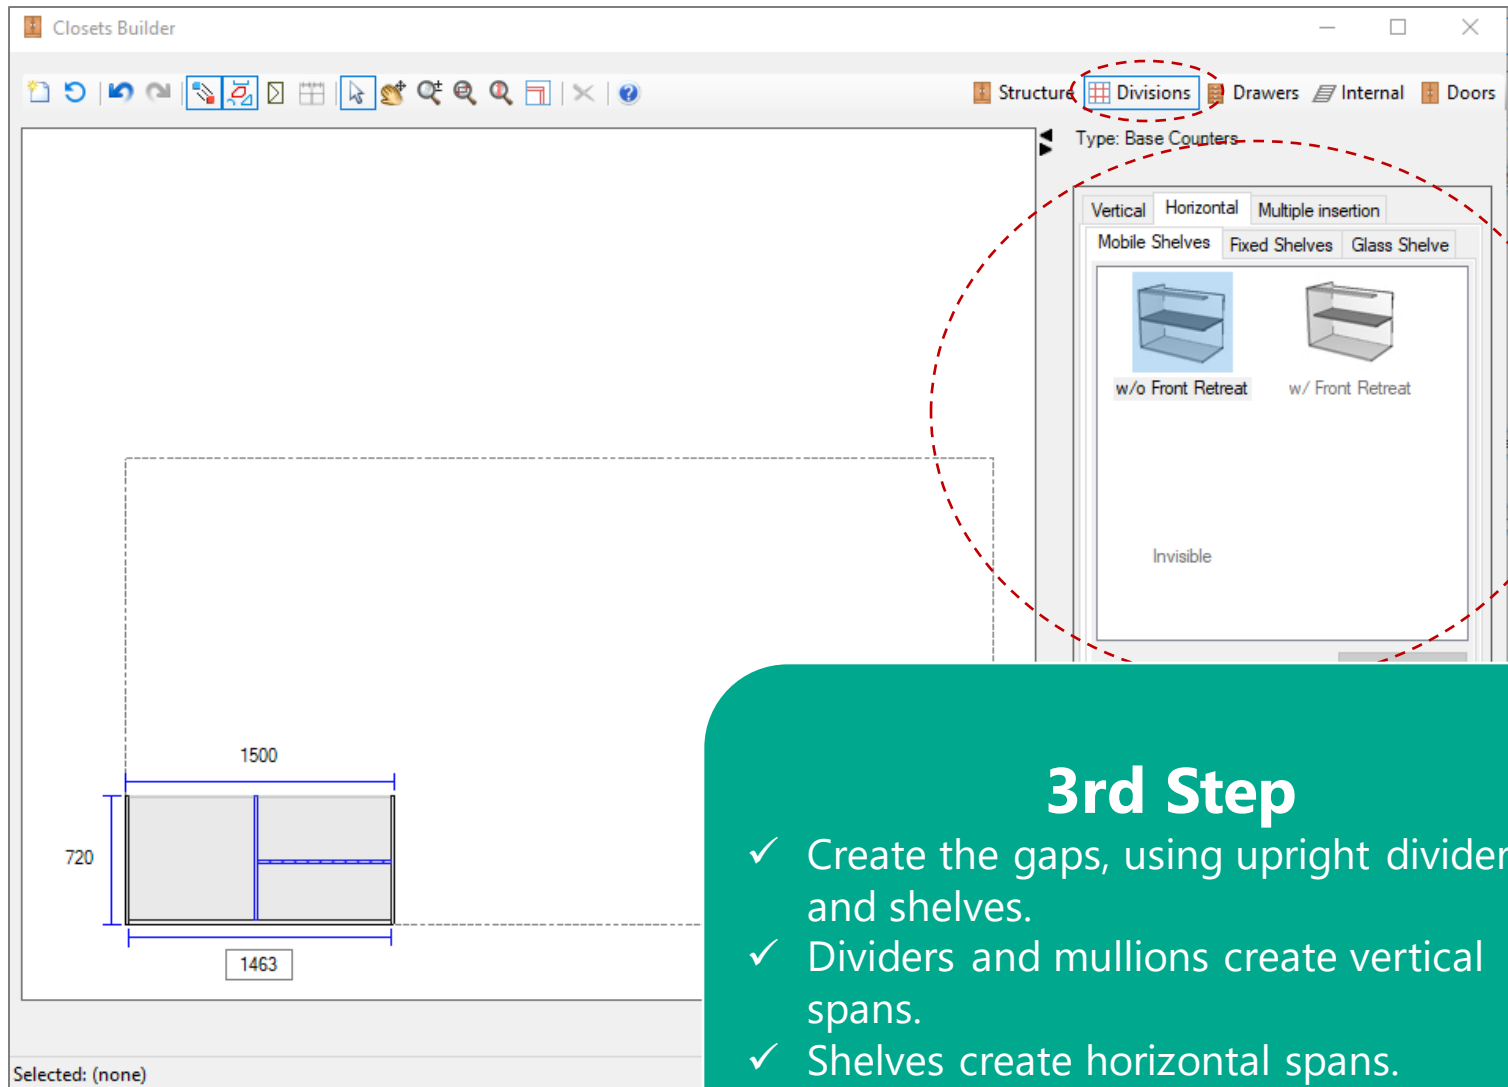 Closets Builder
Structure Divisions Drawers Internal Doors
Type: Base Counters
Vertical Horizontal Multiple insertion
Mobile Shelves Fixed Shelves Glass Shelve
w/o Front Retreat w/ Front Retreat
Invisible
1500
720
1463
3rd Step
✓ Create the gaps, using upright divider
and shelves.
✓ Dividers and mullions create vertical
spans.
✓ Shelves create horizontal spans.
Selected: (none)